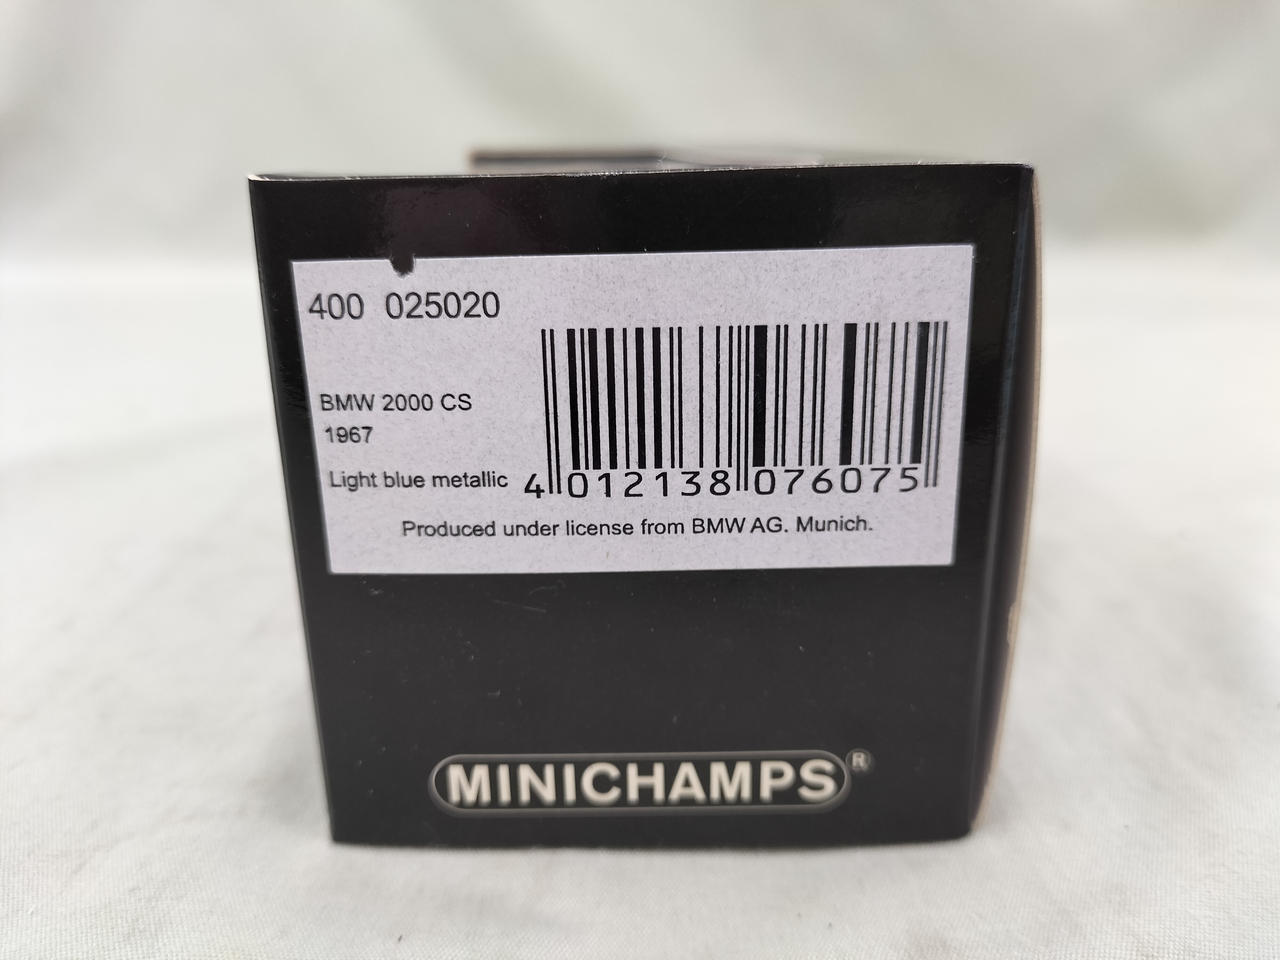 400 025020
BMW 2000 CS
1967
Light blue metallic
4 012138 076075
Produced under license from BMW AG. Munich.
MINICHAMPS®